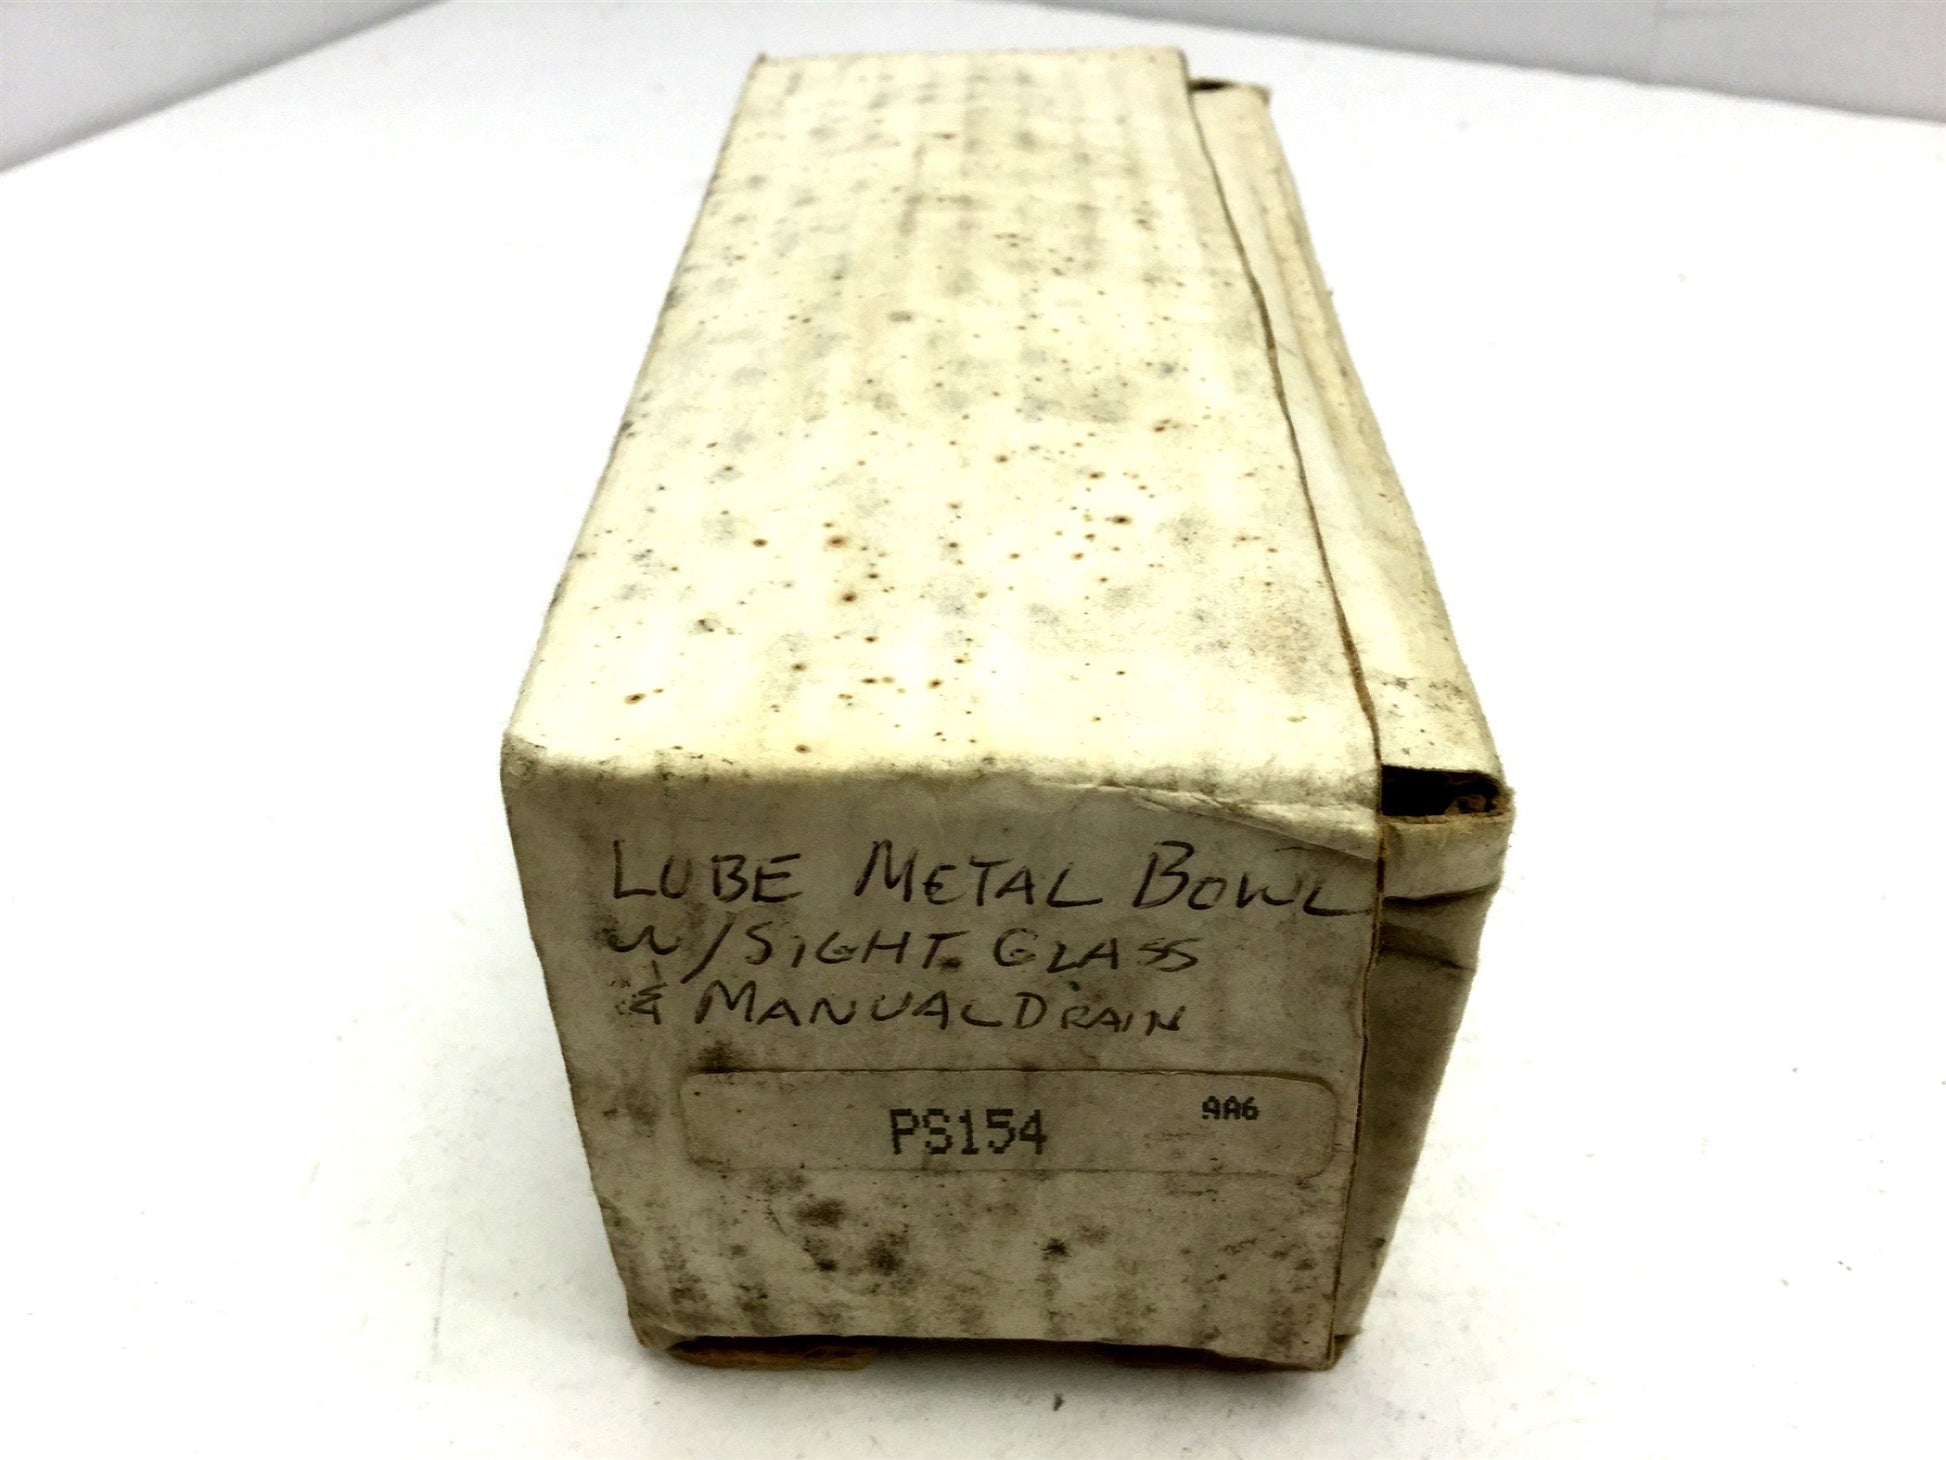 LUBE METAL BOWL
W/SIGHT GLASS
& MANUAL DRAIN
AA6
PS154